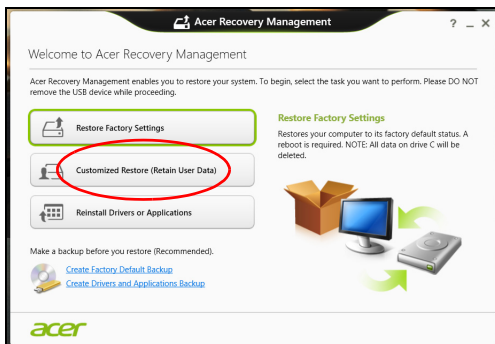 Acer Recovery Management
? _ X
Welcome to Acer Recovery Management
Acer Recovery Management enables you to restore your system. To begin, select the task you want to perform. Please DO NOT
remove the USB device while proceeding.
Restore Factory Settings
Customized Restore (Retain User Data)
Reinstall Drivers or Applications
Restore Factory Settings
Restores your computer to its factory default status. A
reboot is required. NOTE: All data on drive C will be
deleted.
Make a backup before you restore (Recommended).
Create Factory Default Backup
Create Drivers and Applications Backup
acer